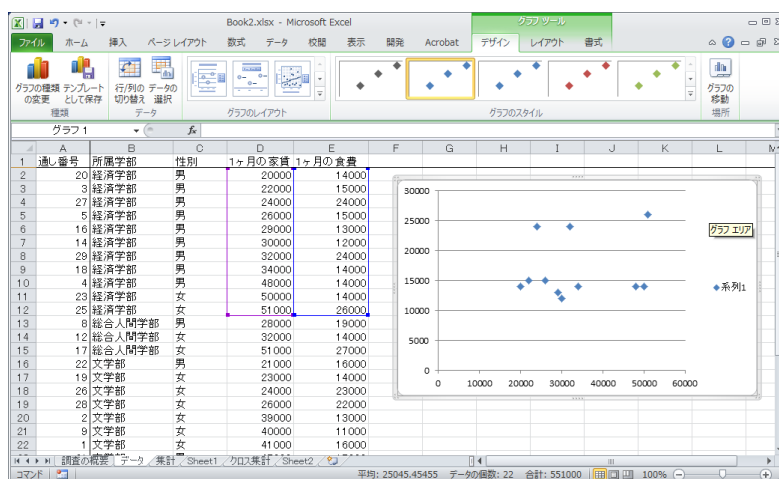 Book2.xlsx - Microsoft Excel グラフ ツール
ファイル ホーム 挿入 ページ レイアウト 数式 データ 校閲 表示 開発 Acrobat デザイン レイアウト 書式
グラフの種類 テンプレート 行/列の データの グラフの
の変更 として保存 切り替え 選択 移動
種類 データ グラフのレイアウト グラフのスタイル 場所
グラフ 1 fx
A B C D E F G H I J K L M
1 通し番号 所属学部 性別 1ヶ月の家賃 1ヶ月の食費
2 20 経済学部 男 20000 14000
3 3 経済学部 男 22000 15000
4 27 経済学部 男 24000 24000
5 5 経済学部 男 26000 15000
6 16 経済学部 男 29000 13000
7 14 経済学部 男 30000 12000
8 29 経済学部 男 32000 24000
9 18 経済学部 男 34000 14000
10 4 経済学部 男 48000 14000
11 23 経済学部 女 50000 14000
12 25 経済学部 女 51000 26000
13 8 総合人間学部 男 28000 19000
14 12 総合人間学部 女 32000 14000
15 17 総合人間学部 女 51000 27000
16 22 文学部 男 21000 16000
17 19 文学部 女 23000 14000
18 26 文学部 女 24000 23000
19 28 文学部 女 26000 22000
20 2 文学部 女 39000 13000
21 9 文学部 女 40000 11000
22 1 文学部 女 41000 16000
30000
25000
20000
15000
10000
5000
0
0 10000 20000 30000 40000 50000 60000
グラフ エリア
系列1
調査の概要 データ 集計 Sheet1 クロス集計 Sheet2
コマンド 平均: 25045.45455 データの個数: 22 合計: 551000 100%